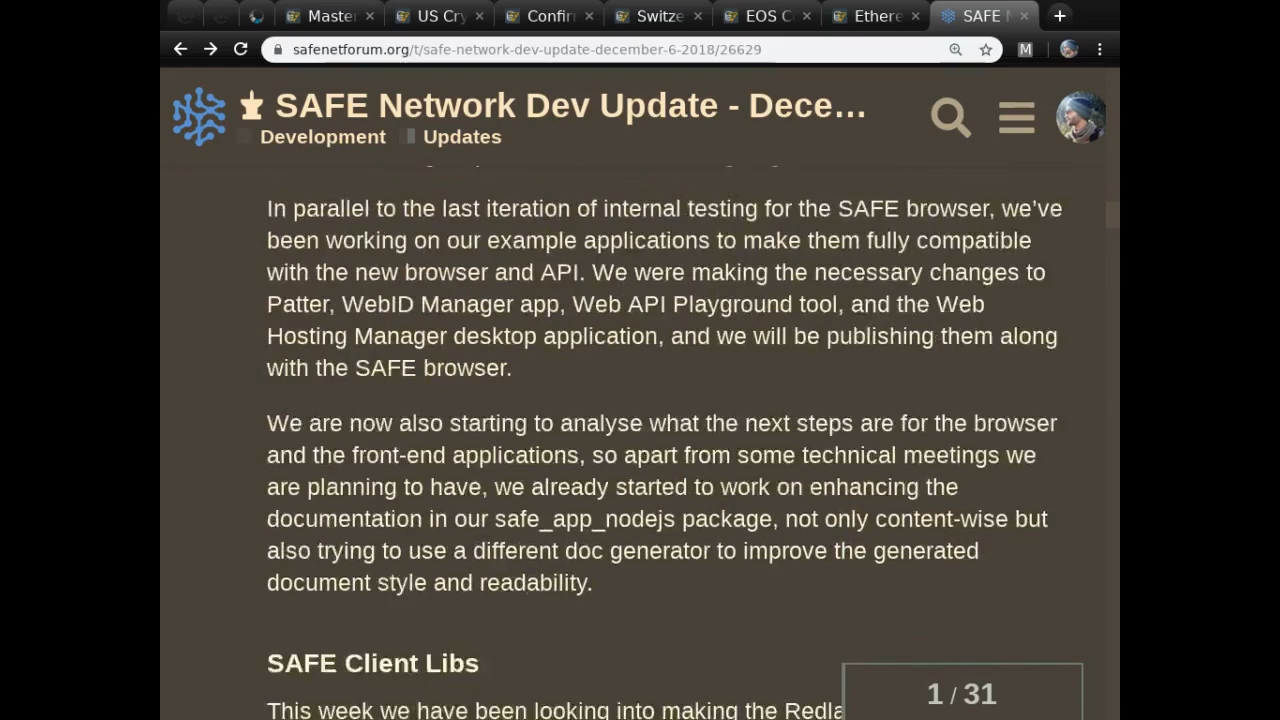 Master
US Cry
Confir
Switze
EOS C
Ethere
SAFE N
safenetforum.org/t/safe-network-dev-update-december-6-2018/26629
M
SAFE Network Dev Update - Dece…
Development Updates
In parallel to the last iteration of internal testing for the SAFE browser, we’ve
been working on our example applications to make them fully compatible
with the new browser and API. We were making the necessary changes to
Patter, WebID Manager app, Web API Playground tool, and the Web
Hosting Manager desktop application, and we will be publishing them along
with the SAFE browser.
We are now also starting to analyse what the next steps are for the browser
and the front-end applications, so apart from some technical meetings we
are planning to have, we already started to work on enhancing the
documentation in our safe_app_nodejs package, not only content-wise but
also trying to use a different doc generator to improve the generated
document style and readability.
SAFE Client Libs
This week we have been looking into making the Redla
1 / 31